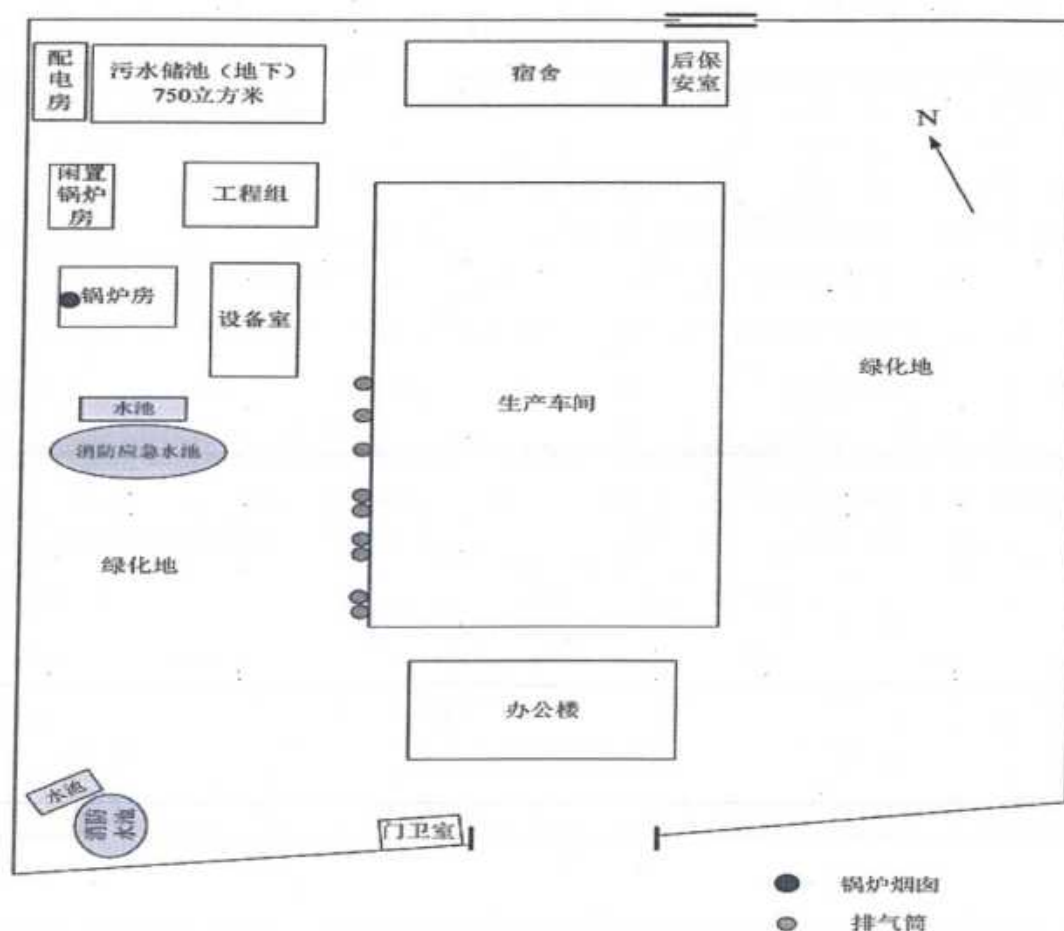 配
电
房
污水储池（地下）
750立方米
宿舍
后保
安室
N
闲置
锅炉
房
工程组
锅炉房
设备室
生产车间
绿化地
水池
消防应急水池
绿化地
办公楼
水池
消防
水池
门卫室
锅炉烟囱
排气筒